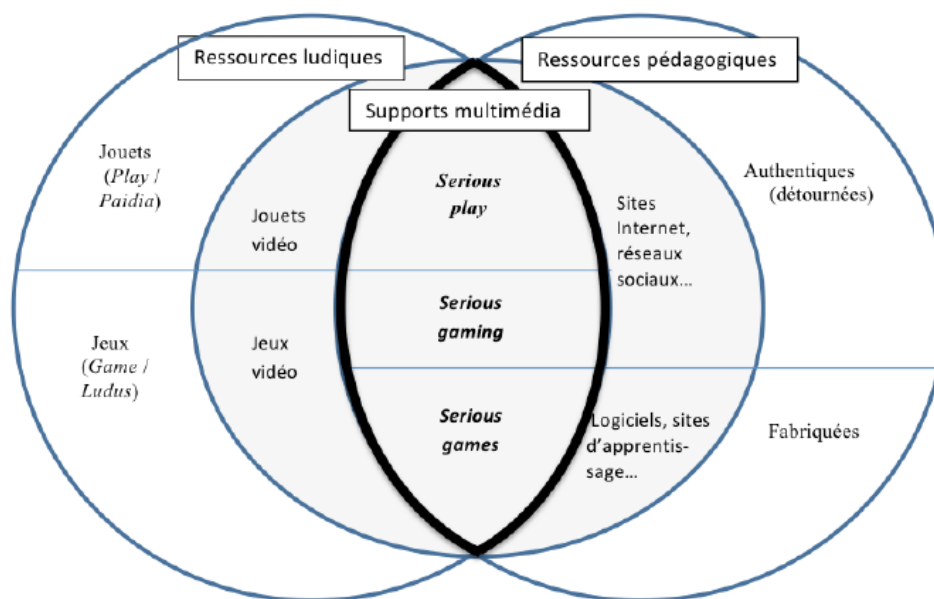 Ressources ludiques
Ressources pédagogiques
Supports multimédia
Jouets
(Play /
Paidia)
Jouets
vidéo
Serious
play
Sites
Internet,
réseaux
sociaux...
Authentiques
(détournées)
Jeux
(Game /
Ludus)
Jeux
vidéo
Serious
gaming
Serious
games
Logiciels, sites
d'apprentis-
sage...
Fabriquées